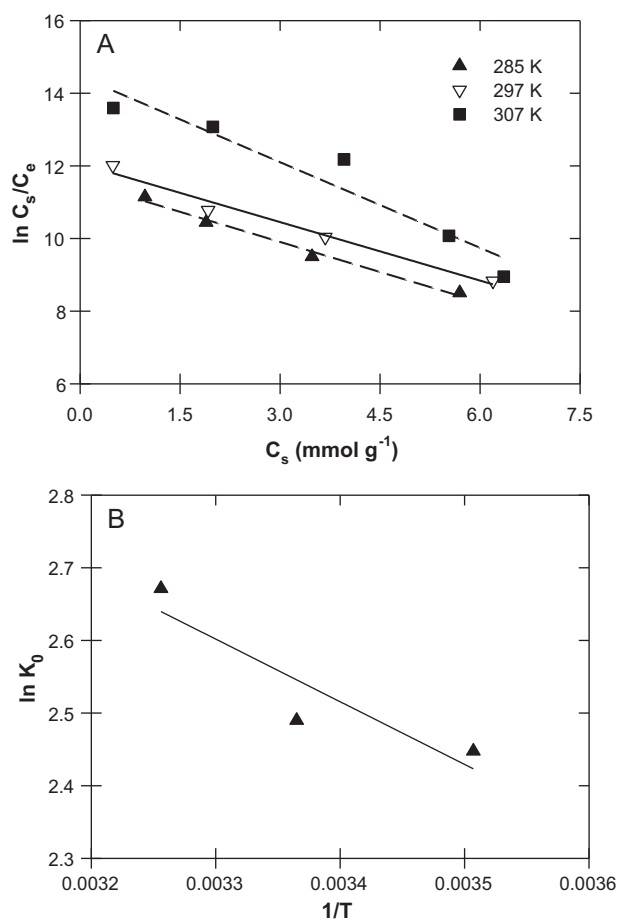 A
16
14
12
10
8
6
ln Cs/Ce
285 K
297 K
307 K
0.0 1.5 3.0 4.5 6.0 7.5
Cs (mmol g-1)
B
2.8
2.7
2.6
2.5
2.4
2.3
ln K0
0.0032 0.0033 0.0034 0.0035 0.0036
1/T